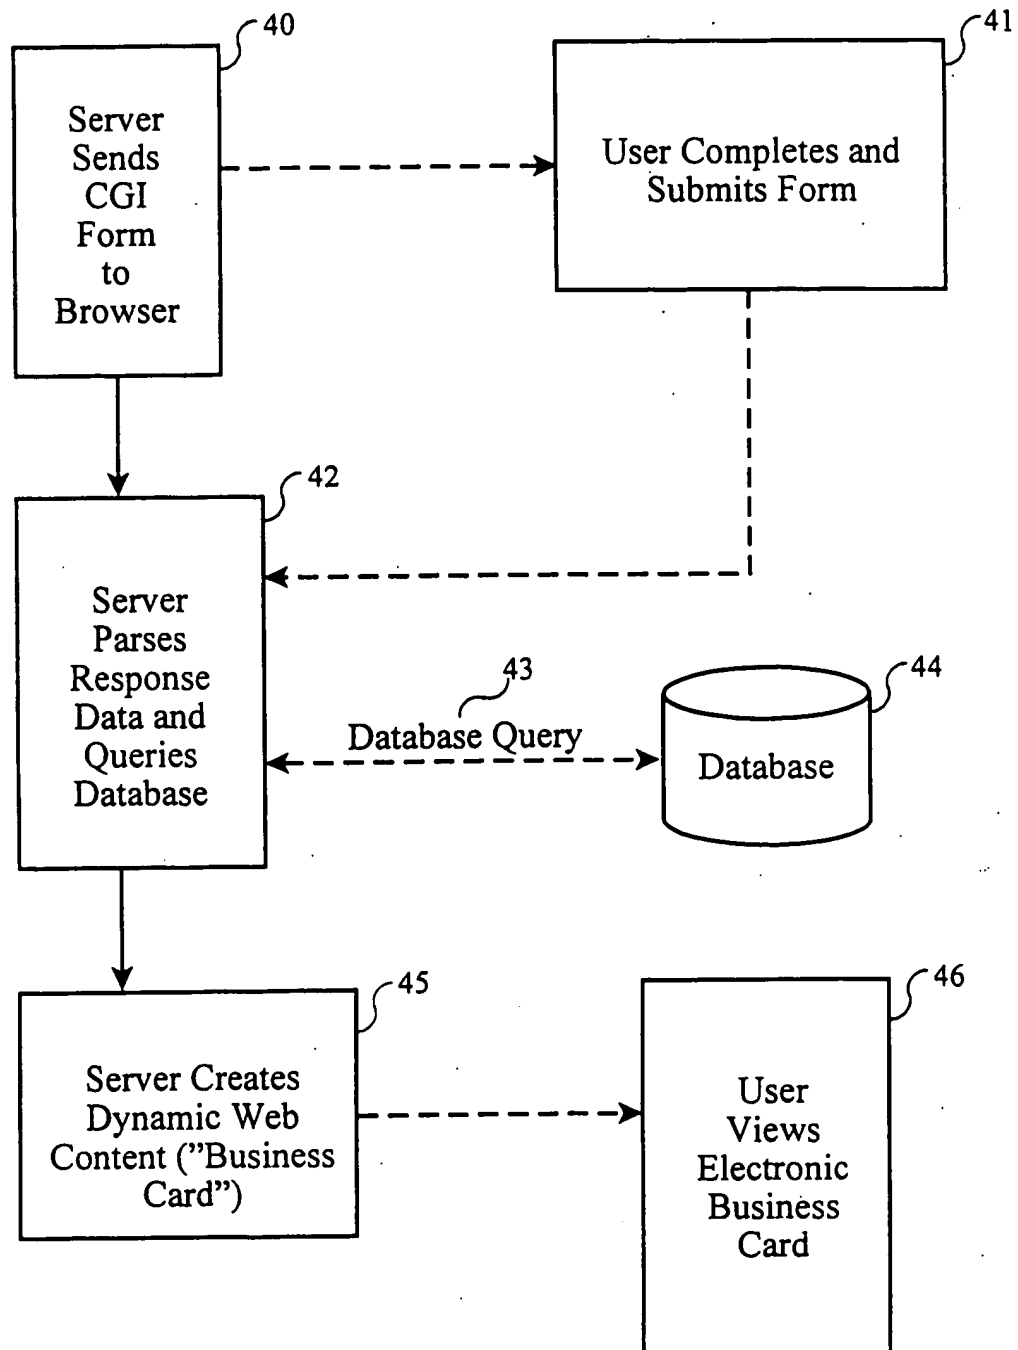 40
Server
Sends
CGI
Form
to
Browser
41
User Completes and
Submits Form
42
Server
Parses
Response
Data and
Queries
Database
43
Database Query
44
Database
45
Server Creates
Dynamic Web
Content (”Business
Card”)
46
User
Views
Electronic
Business
Card